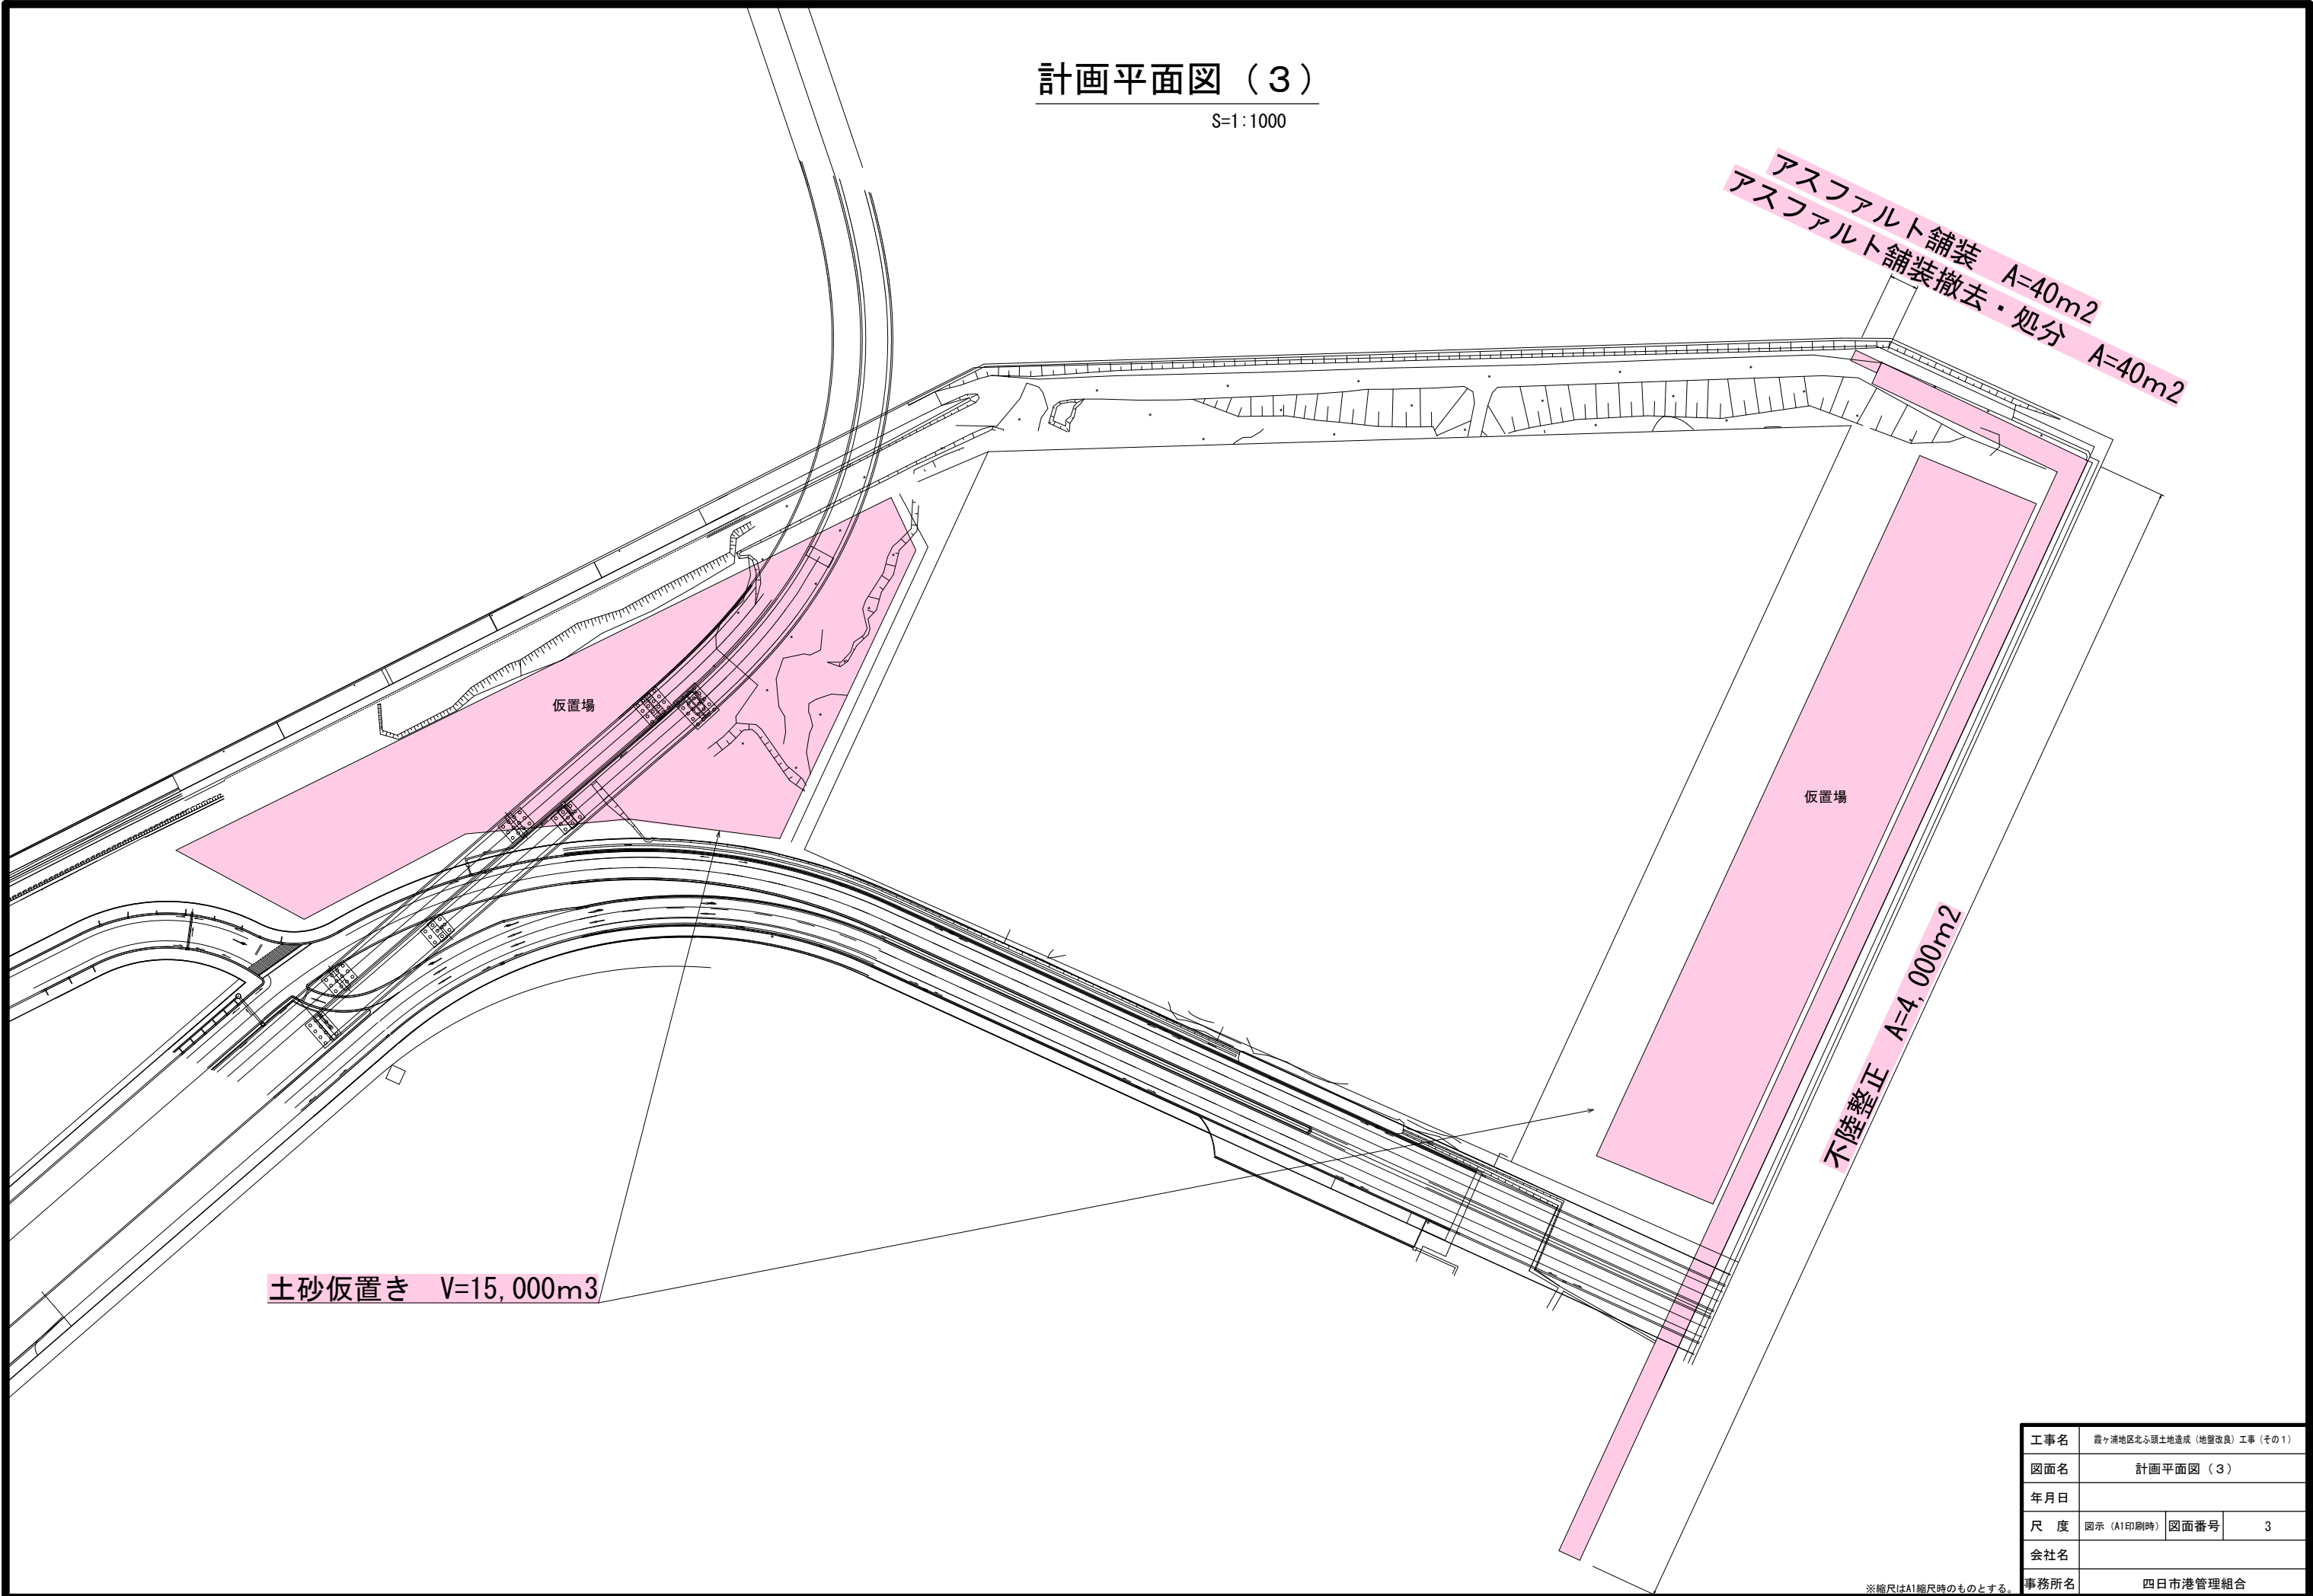 計画平面図（３）
S=1:1000
アスファルト舗装　A=40m2
アスファルト舗装撤去・処分　A=40m2
仮置場
仮置場
不陸整正　A=4,000m2
土砂仮置き　V=15,000m3
工事名 霞ヶ浦地区北ふ頭土地造成（地盤改良）工事（その１）
図面名 計画平面図（３）
年月日
尺　度 図示（A1印刷時） 図面番号 3
会社名
事務所名 四日市港管理組合
※縮尺はA1縮尺時のものとする。